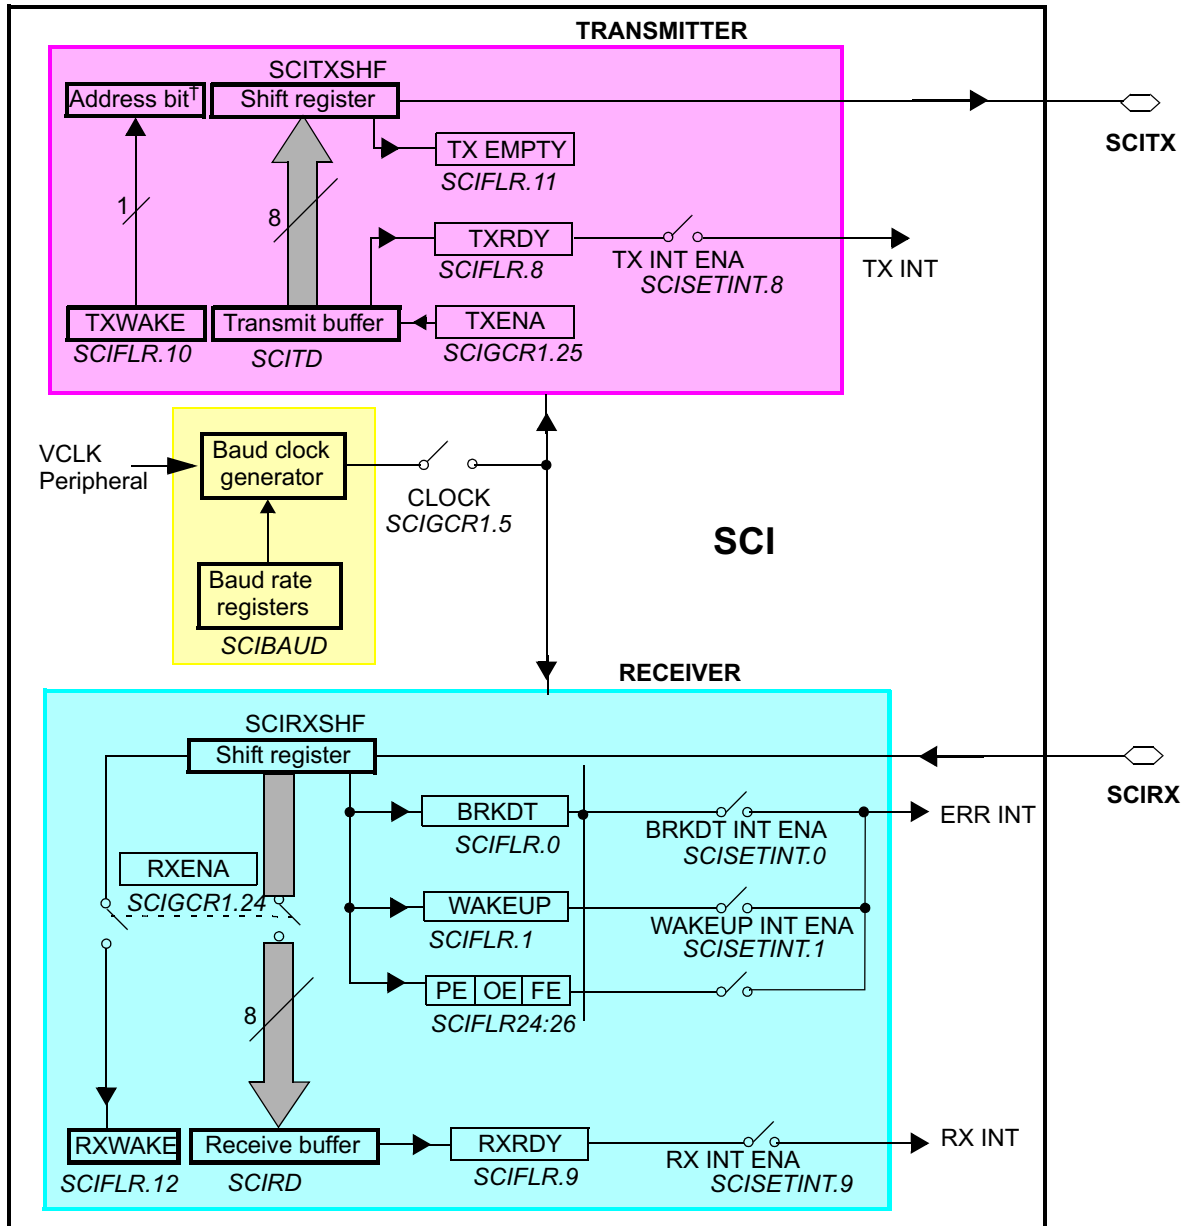 TRANSMITTER
SCITXSHF
Address bit†
Shift register
SCITX
TX EMPTY
SCIFLR.11
1
8
TXRDY
SCIFLR.8
TX INT ENA
SCISETINT.8
TX INT
TXWAKE
SCIFLR.10
Transmit buffer
SCITD
TXENA
SCIGCR1.25
VCLK
Peripheral
Baud clock
generator
CLOCK
SCIGCR1.5
SCI
Baud rate
registers
SCIBAUD
RECEIVER
SCIRXSHF
Shift register
SCIRX
BRKDT
SCIFLR.0
BRKDT INT ENA
SCISETINT.0
ERR INT
RXENA
SCIGCR1.24
WAKEUP
SCIFLR.1
WAKEUP INT ENA
SCISETINT.1
PE OE FE
SCIFLR24:26
8
RXWAKE
SCIFLR.12
Receive buffer
SCIRD
RXRDY
SCIFLR.9
RX INT ENA
SCISETINT.9
RX INT